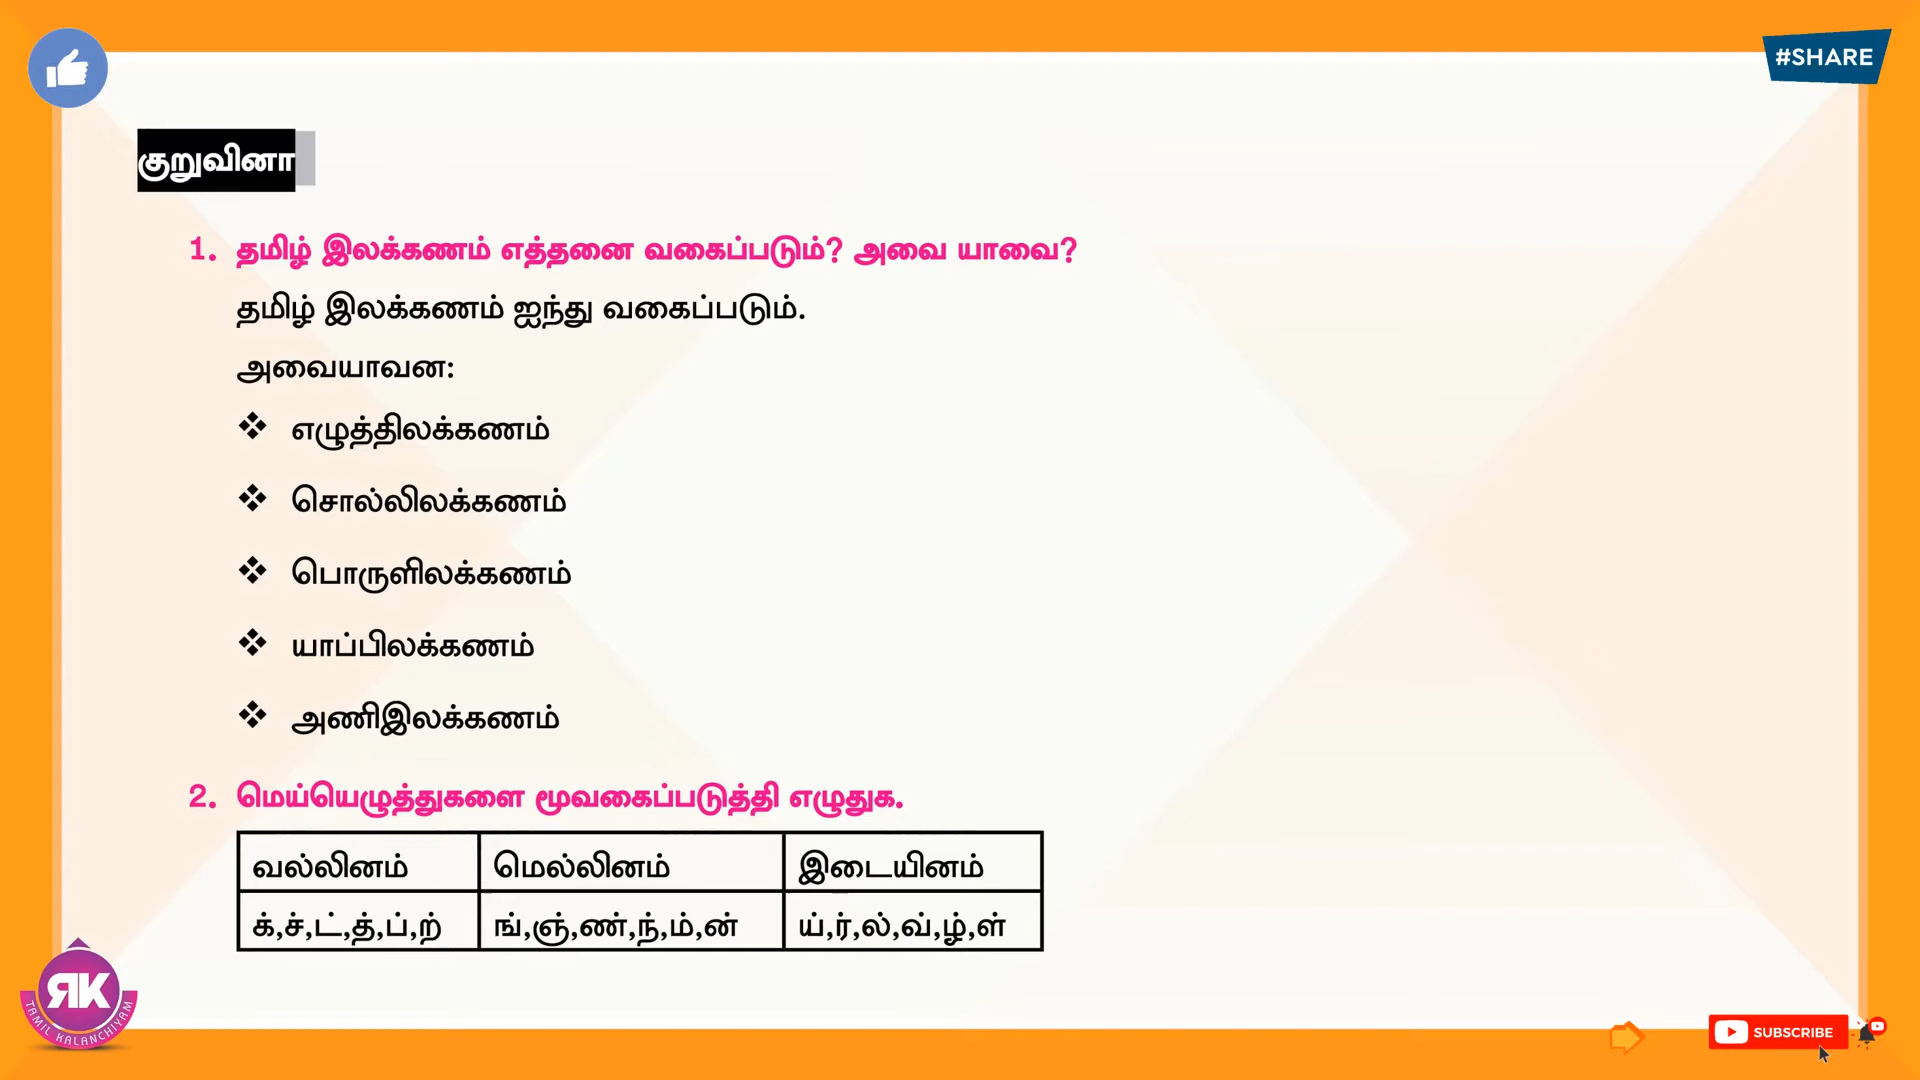 #SHARE
குறுவினா
1. தமிழ் இலக்கணம் எத்தனை வகைப்படும்? அவை யாவை?
தமிழ் இலக்கணம் ஐந்து வகைப்படும்.
அவையாவன:
❖ எழுத்திலக்கணம்
❖ சொல்லிலக்கணம்
❖ பொருளிலக்கணம்
❖ யாப்பிலக்கணம்
❖ அணிஇலக்கணம்
2. மெய்யெழுத்துகளை மூவகைப்படுத்தி எழுதுக.
வல்லினம் மெல்லினம் இடையினம்
க்,ச்,ட்,த்,ப்,ற் ங்,ஞ்,ண்,ந்,ம்,ன் ய்,ர்,ல்,வ்,ழ்,ள்
RK
TAMIL KALANCHIYAM
SUBSCRIBE